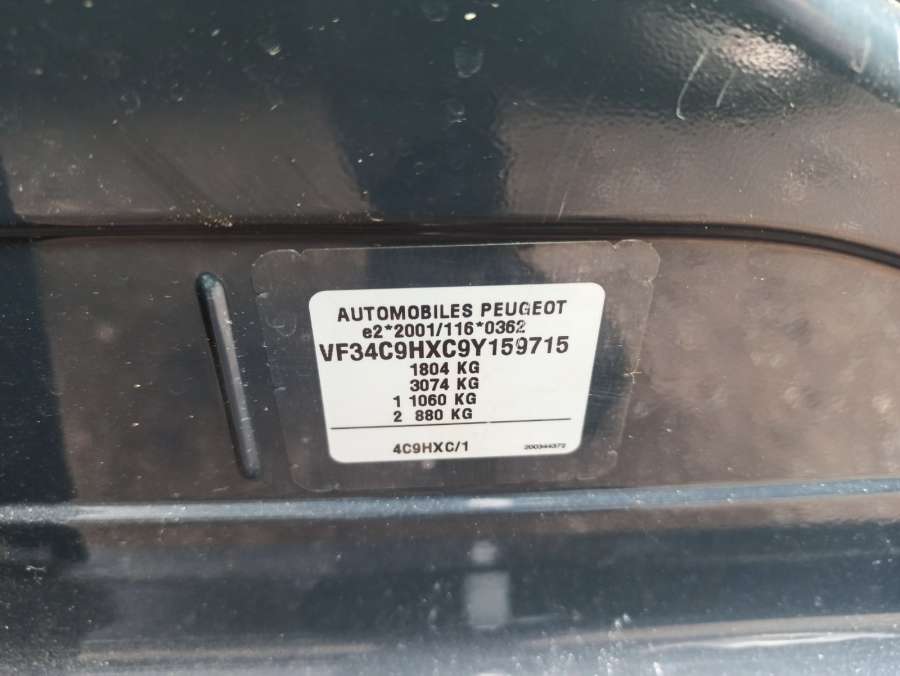 AUTOMOBILES PEUGEOT
e2*2001/116*0362
VF34C9HXC9Y159715
1804 KG
3074 KG
1 1060 KG
2 880 KG
4C9HXC/1
200344372